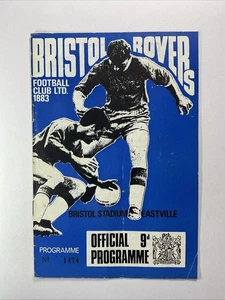 BRISTOL ROVERS
FOOTBALL
CLUB LTD.
1883
BRISTOL STADIUM EASTVILLE
PROGRAMME
No 1474
OFFICIAL 9d
PROGRAMME